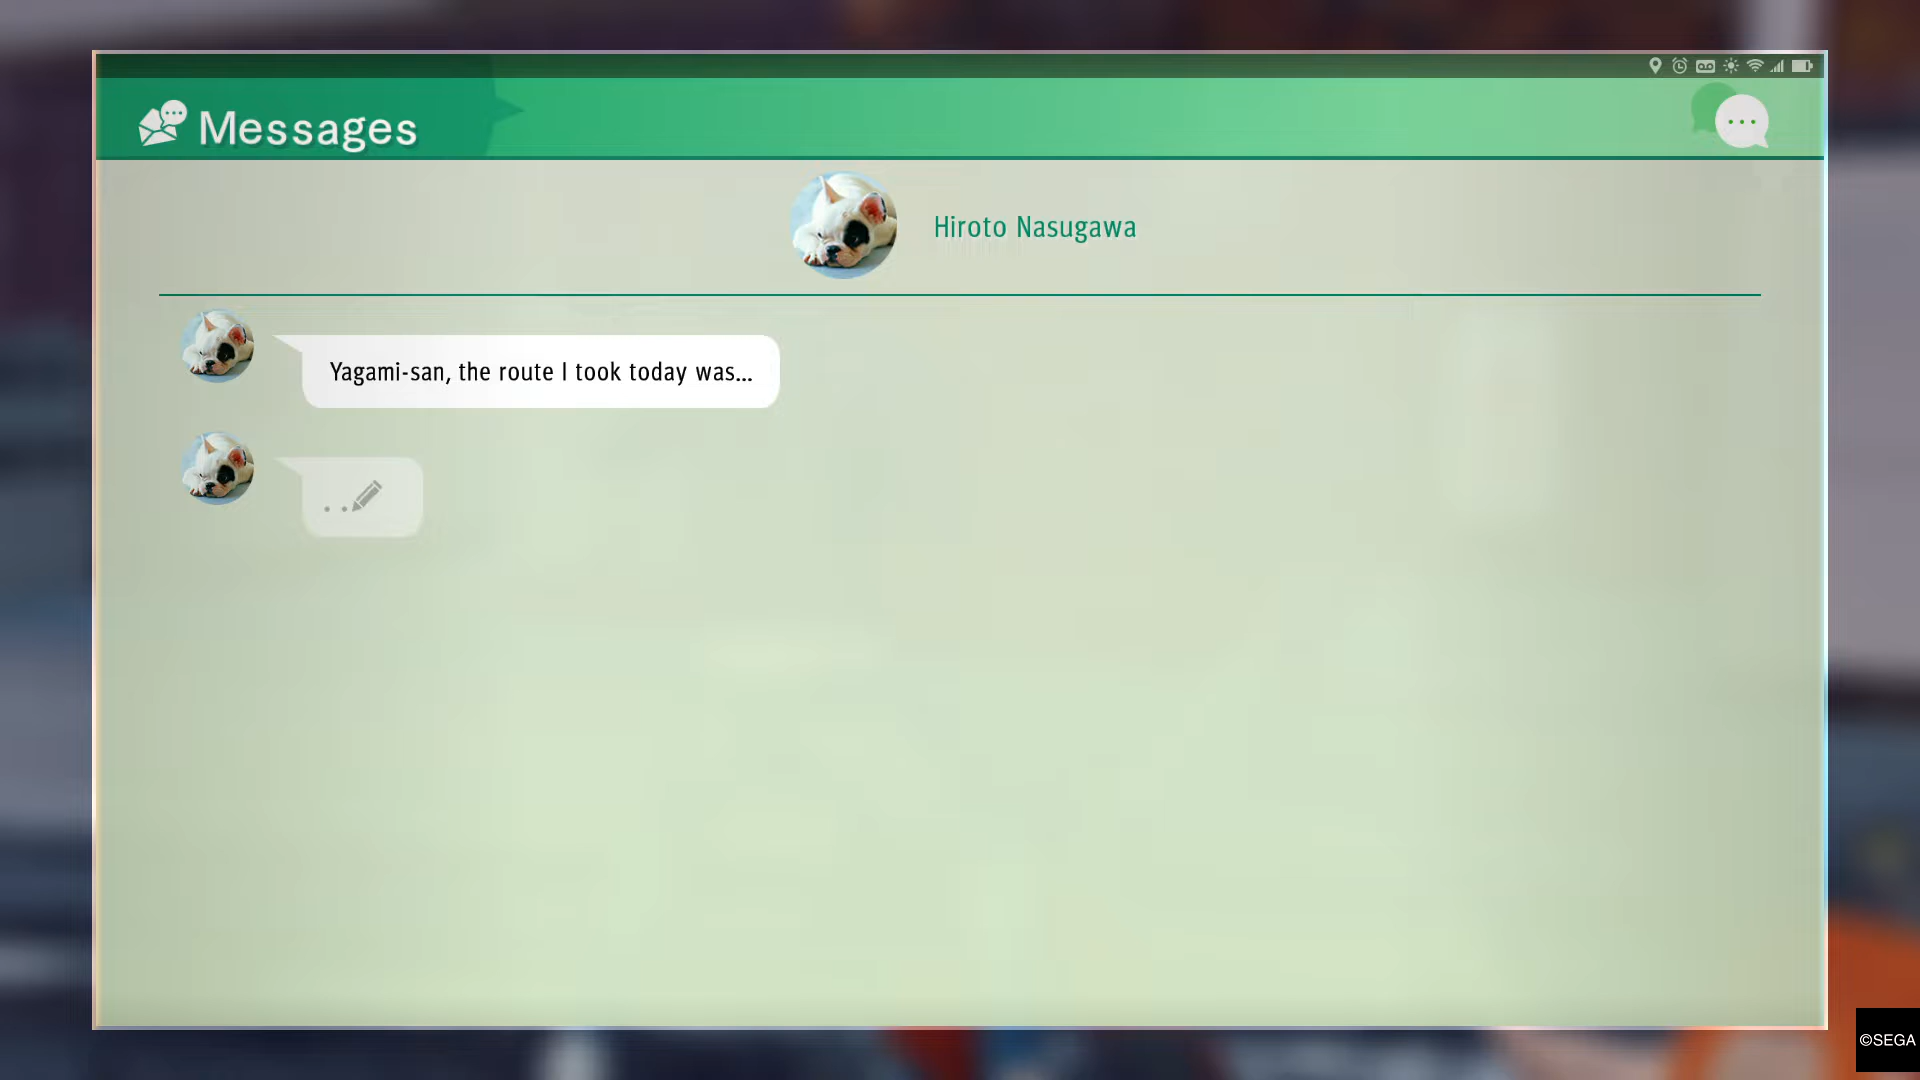 Messages
Hiroto Nasugawa
Yagami-san, the route I took today was...
©SEGA